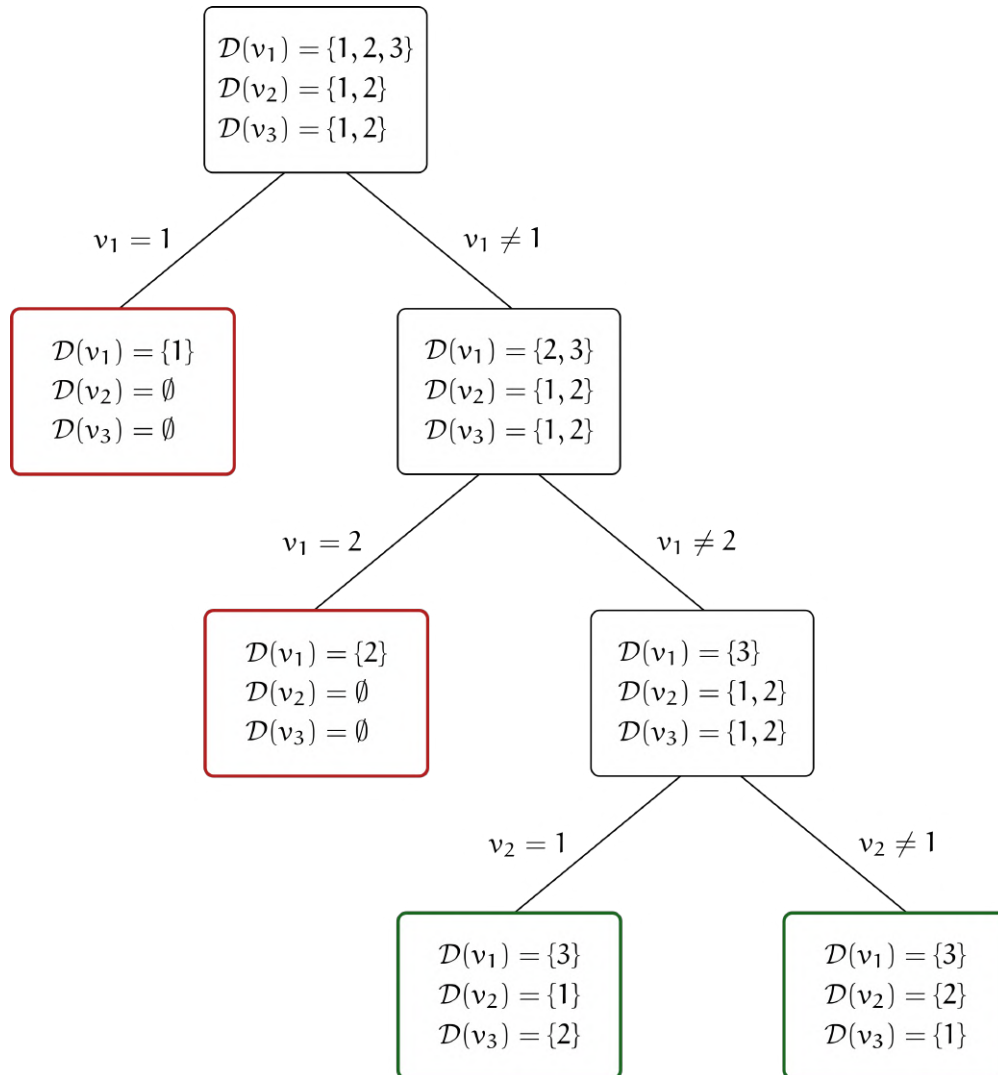 𝒟(v₁) = {1, 2, 3}
𝒟(v₂) = {1, 2}
𝒟(v₃) = {1, 2}
v₁ = 1
v₁ ≠ 1
𝒟(v₁) = {1}
𝒟(v₂) = ∅
𝒟(v₃) = ∅
𝒟(v₁) = {2, 3}
𝒟(v₂) = {1, 2}
𝒟(v₃) = {1, 2}
v₁ = 2
v₁ ≠ 2
𝒟(v₁) = {2}
𝒟(v₂) = ∅
𝒟(v₃) = ∅
𝒟(v₁) = {3}
𝒟(v₂) = {1, 2}
𝒟(v₃) = {1, 2}
v₂ = 1
v₂ ≠ 1
𝒟(v₁) = {3}
𝒟(v₂) = {1}
𝒟(v₃) = {2}
𝒟(v₁) = {3}
𝒟(v₂) = {2}
𝒟(v₃) = {1}